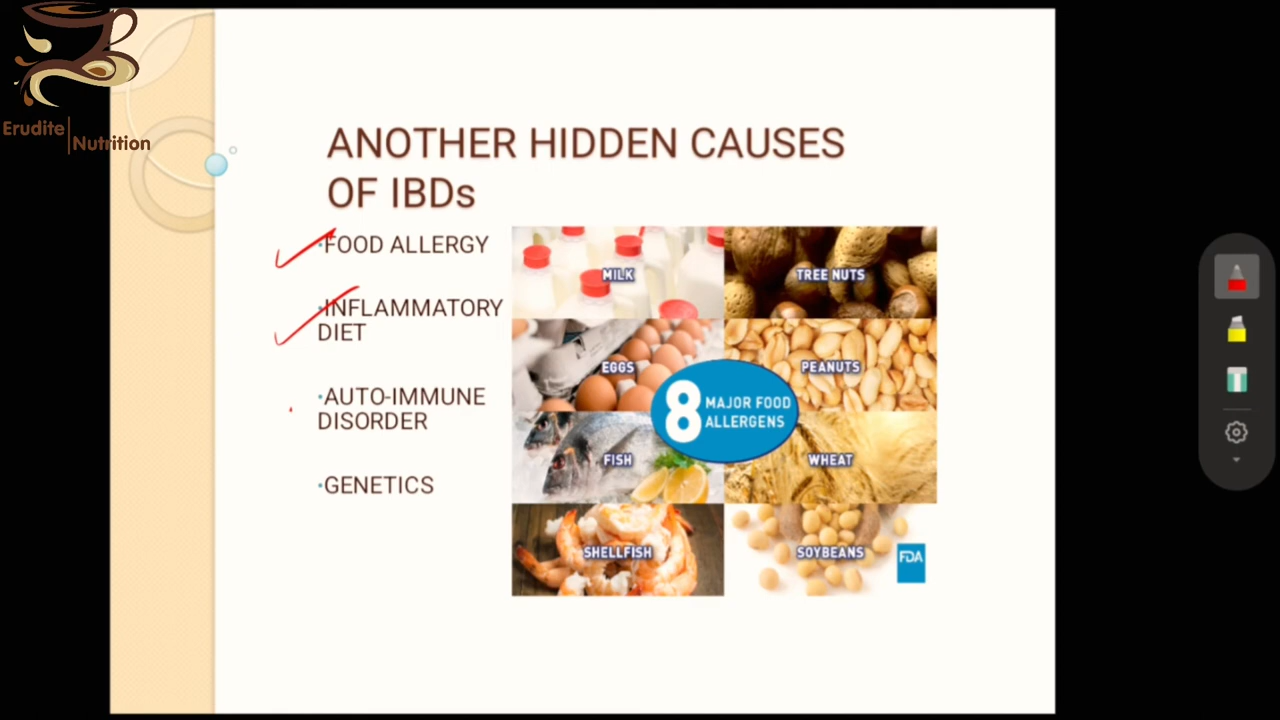 Erudite
Nutrition
ANOTHER HIDDEN CAUSES
OF IBDs
•FOOD ALLERGY
•INFLAMMATORY
DIET
•AUTO-IMMUNE
DISORDER
•GENETICS
MILK
TREE NUTS
EGGS
PEANUTS
8 MAJOR FOOD
ALLERGENS
FISH
WHEAT
SHELLFISH
SOYBEANS
FDA